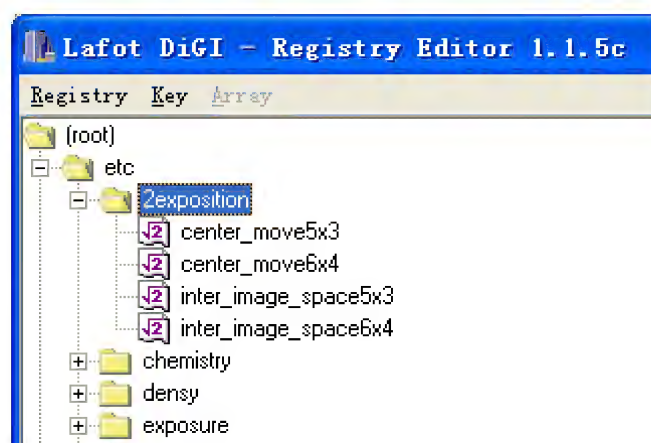 Lafot DiGI - Registry Editor 1.1.5c
Registry Key Array
(root)
etc
2exposition
center_move5x3
center_move6x4
inter_image_space5x3
inter_image_space6x4
chemistry
densy
exposure